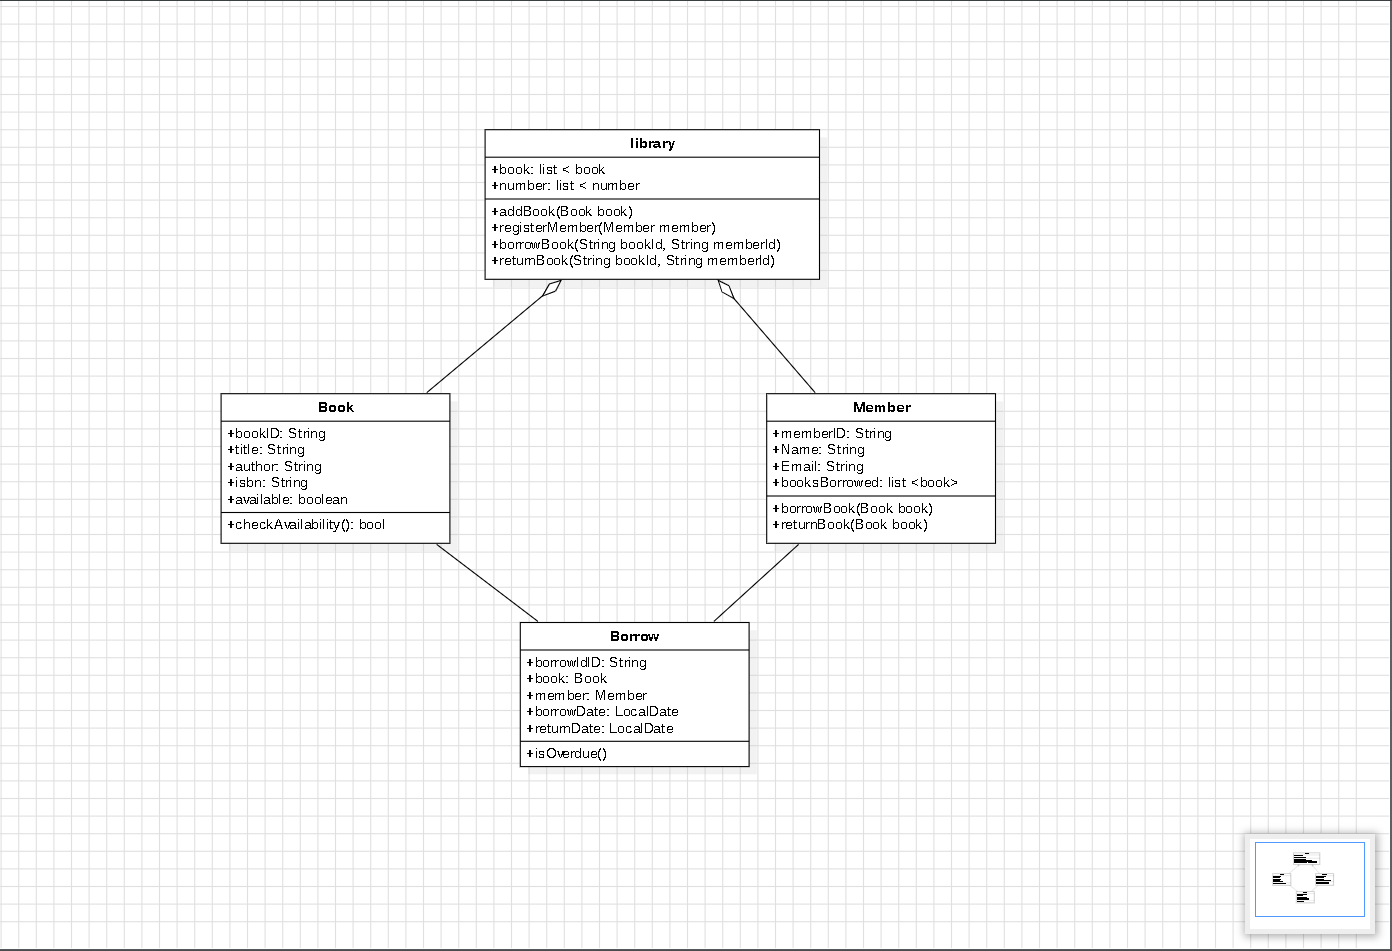 library
+book: list < book
+number: list < number
+addBook(Book book)
+registerMember(Member member)
+borrowBook(String bookId, String memberId)
+returnBook(String bookId, String memberId)
Book
+bookID: String
+title: String
+author: String
+isbn: String
+available: boolean
+checkAvailability(): bool
Member
+memberID: String
+Name: String
+Email: String
+booksBorrowed: list <book>
+borrowBook(Book book)
+returnBook(Book book)
Borrow
+borrowIdID: String
+book: Book
+member: Member
+borrowDate: LocalDate
+returnDate: LocalDate
+isOverdue()